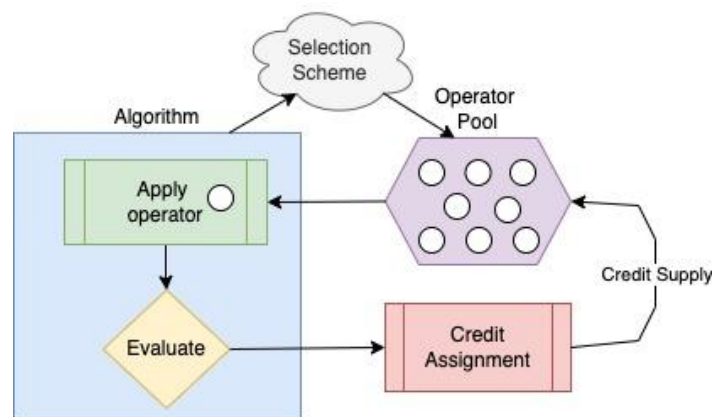 Selection
Scheme
Algorithm
Operator
Pool
Apply
operator
Credit Supply
Evaluate
Credit
Assignment